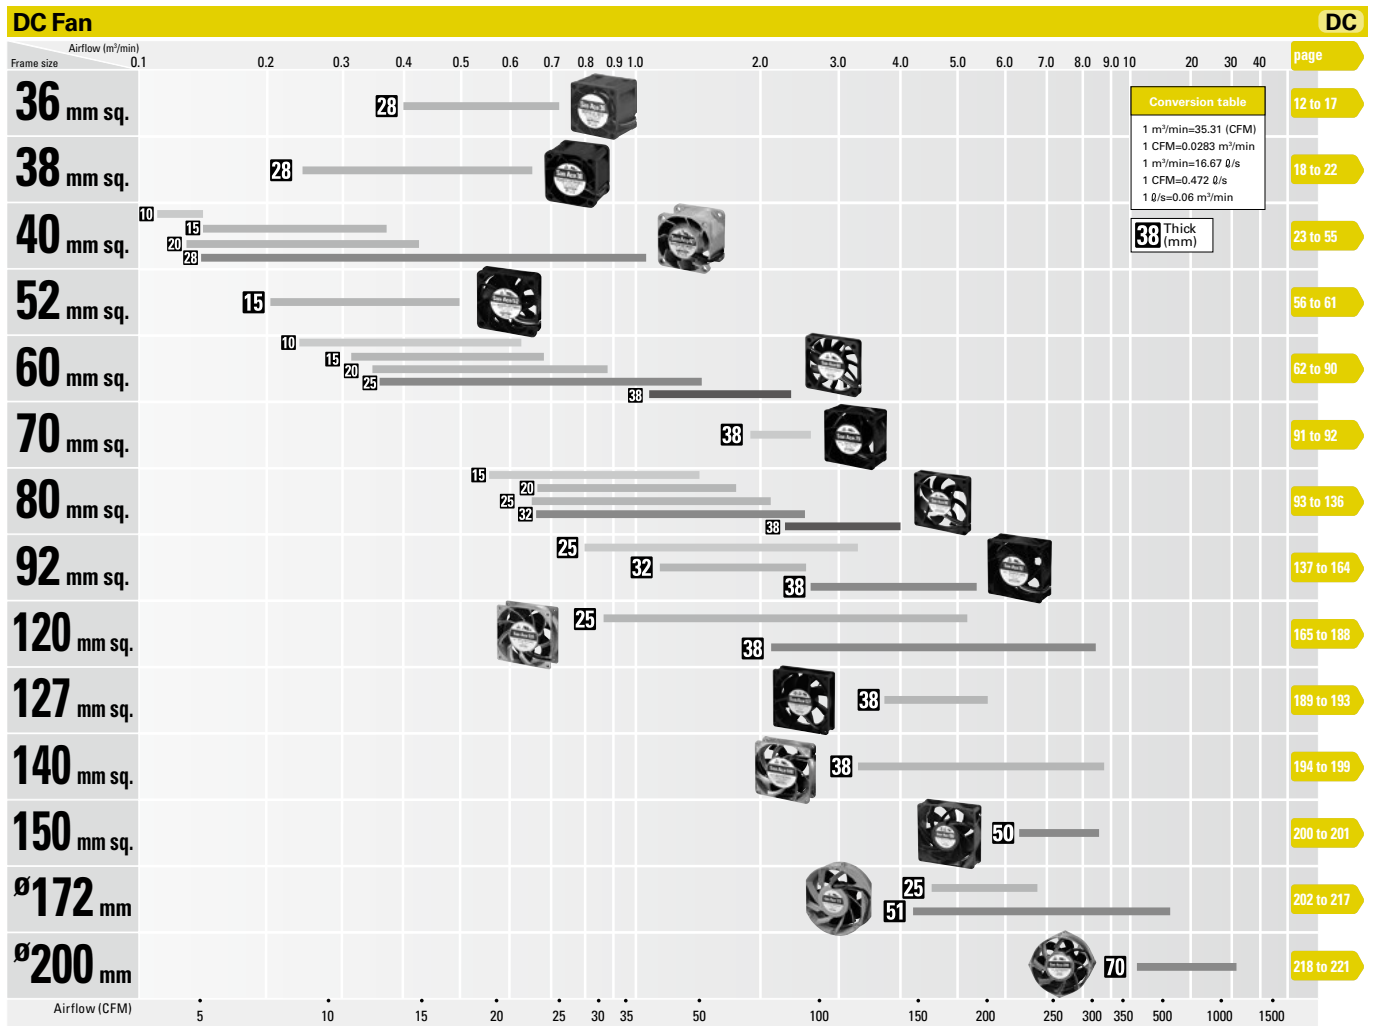 DC Fan
DC
Airflow (m³/min)
Frame size
0.1 0.2 0.3 0.4 0.5 0.6 0.7 0.8 0.9 1.0 2.0 3.0 4.0 5.0 6.0 7.0 8.0 9.0 10 20 30 40
page
36 mm sq.
28
12 to 17
Conversion table
1 m³/min=35.31 (CFM)
1 CFM=0.0283 m³/min
1 m³/min=16.67 ℓ/s
1 CFM=0.472 ℓ/s
1 ℓ/s=0.06 m³/min
38 Thick
(mm)
38 mm sq.
28
18 to 22
40 mm sq.
10
15
20
28
23 to 55
52 mm sq.
15
56 to 61
60 mm sq.
10
15
20
25
38
62 to 90
70 mm sq.
38
91 to 92
80 mm sq.
15
20
25
32
38
93 to 136
92 mm sq.
25
32
38
137 to 164
120 mm sq.
25
38
165 to 188
127 mm sq.
38
189 to 193
140 mm sq.
38
194 to 199
150 mm sq.
50
200 to 201
ø172 mm
25
51
202 to 217
ø200 mm
70
218 to 221
Airflow (CFM)
5 10 15 20 25 30 35 50 100 150 200 250 300 350 500 1000 1500